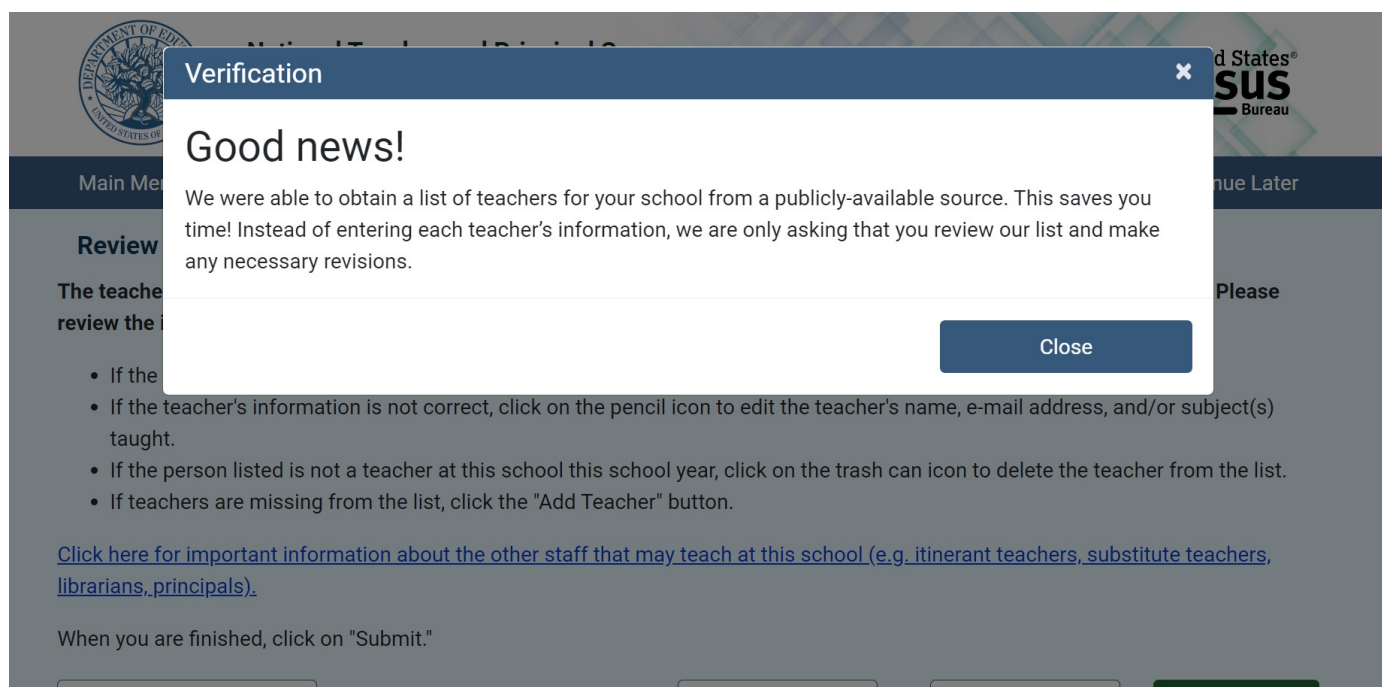 DEPARTMENT OF EDU
UNITED STATES OF
d States®
sus
Bureau
Verification
×
Good news!
We were able to obtain a list of teachers for your school from a publicly-available source. This saves you
time! Instead of entering each teacher’s information, we are only asking that you review our list and make
any necessary revisions.
Close
Main Me
nue Later
Review
The teache
Please
review the i
• If the
• If the teacher's information is not correct, click on the pencil icon to edit the teacher's name, e-mail address, and/or subject(s)
taught.
• If the person listed is not a teacher at this school this school year, click on the trash can icon to delete the teacher from the list.
• If teachers are missing from the list, click the "Add Teacher" button.
Click here for important information about the other staff that may teach at this school (e.g. itinerant teachers, substitute teachers,
librarians, principals).
When you are finished, click on "Submit."